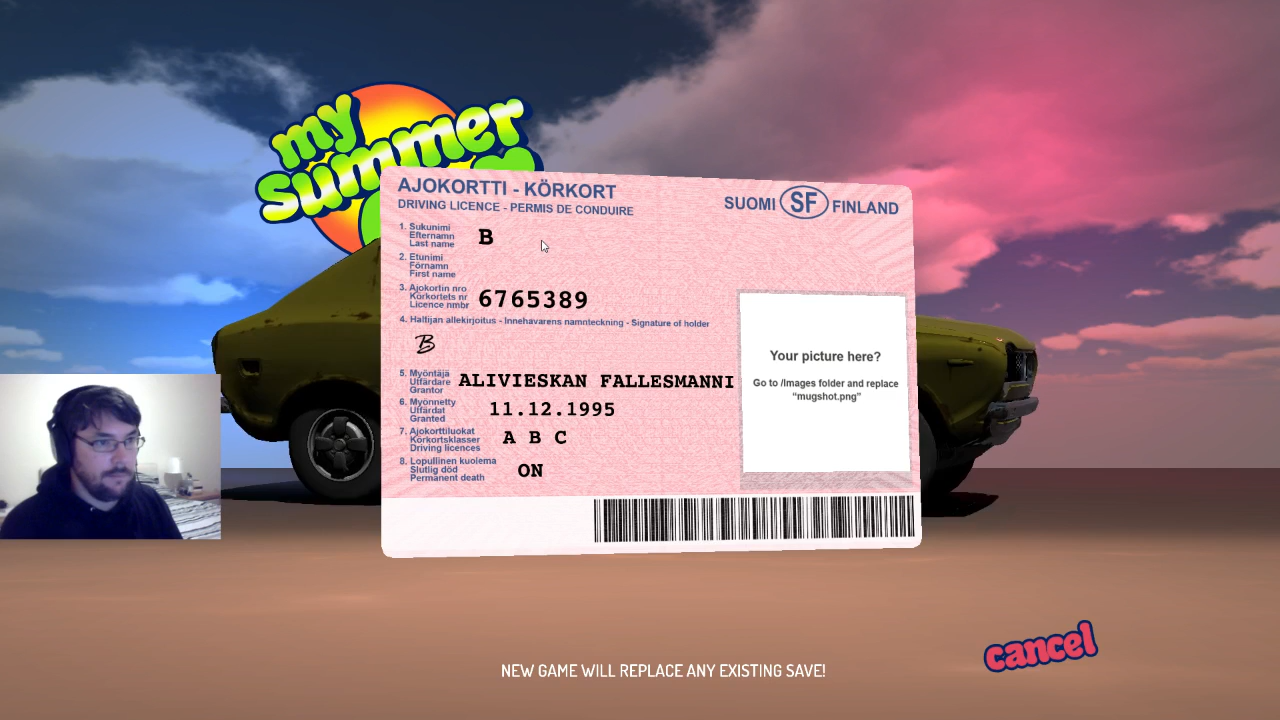 my
summer
AJOKORTTI - KÖRKORT
DRIVING LICENCE - PERMIS DE CONDUIRE
SUOMI SF FINLAND
1. Sukunimi
Efternamn
Last name
B
2. Etunimi
Förnamn
First name
3. Ajokortin nro
Körkortets nr
Licence nmbr
6765389
4. Haltijan allekirjoitus - Innehavarens namnteckning - Signature of holder
B
5. Myöntäjä
Utfärdare
Grantor
ALIVIESKAN FALLESMANNI
6. Myönnetty
Utfärdat
Granted
11.12.1995
7. Ajokorttiluokat
Körkortsklasser
Driving licences
A B C
8. Lopullinen kuolema
Slutlig död
Permanent death
ON
Your picture here?
Go to /Images folder and replace
"mugshot.png"
cancel
NEW GAME WILL REPLACE ANY EXISTING SAVE!